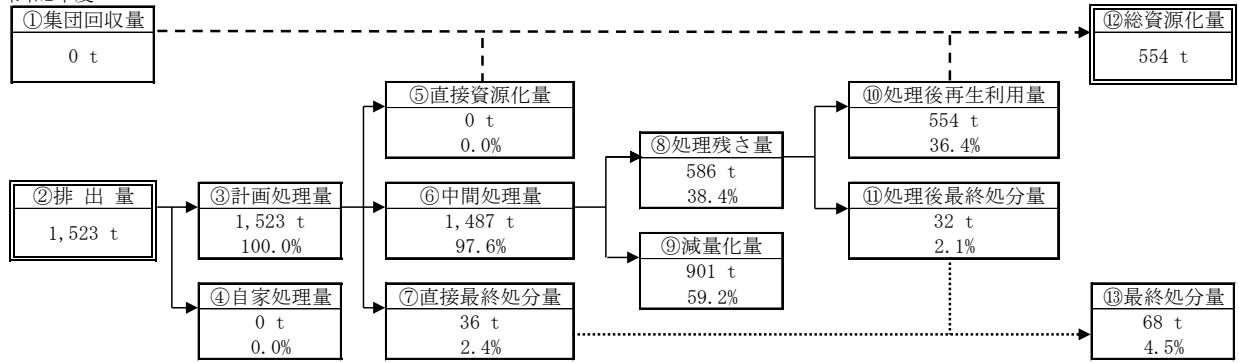 ①集団回収量
0 t
⑫総資源化量
554 t
⑤直接資源化量
0 t
0.0%
⑩処理後再生利用量
554 t
36.4%
⑧処理残さ量
586 t
38.4%
②排 出 量
1,523 t
③計画処理量
1,523 t
100.0%
⑥中間処理量
1,487 t
97.6%
⑪処理後最終処分量
32 t
2.1%
⑨減量化量
901 t
59.2%
④自家処理量
0 t
0.0%
⑦直接最終処分量
36 t
2.4%
⑬最終処分量
68 t
4.5%